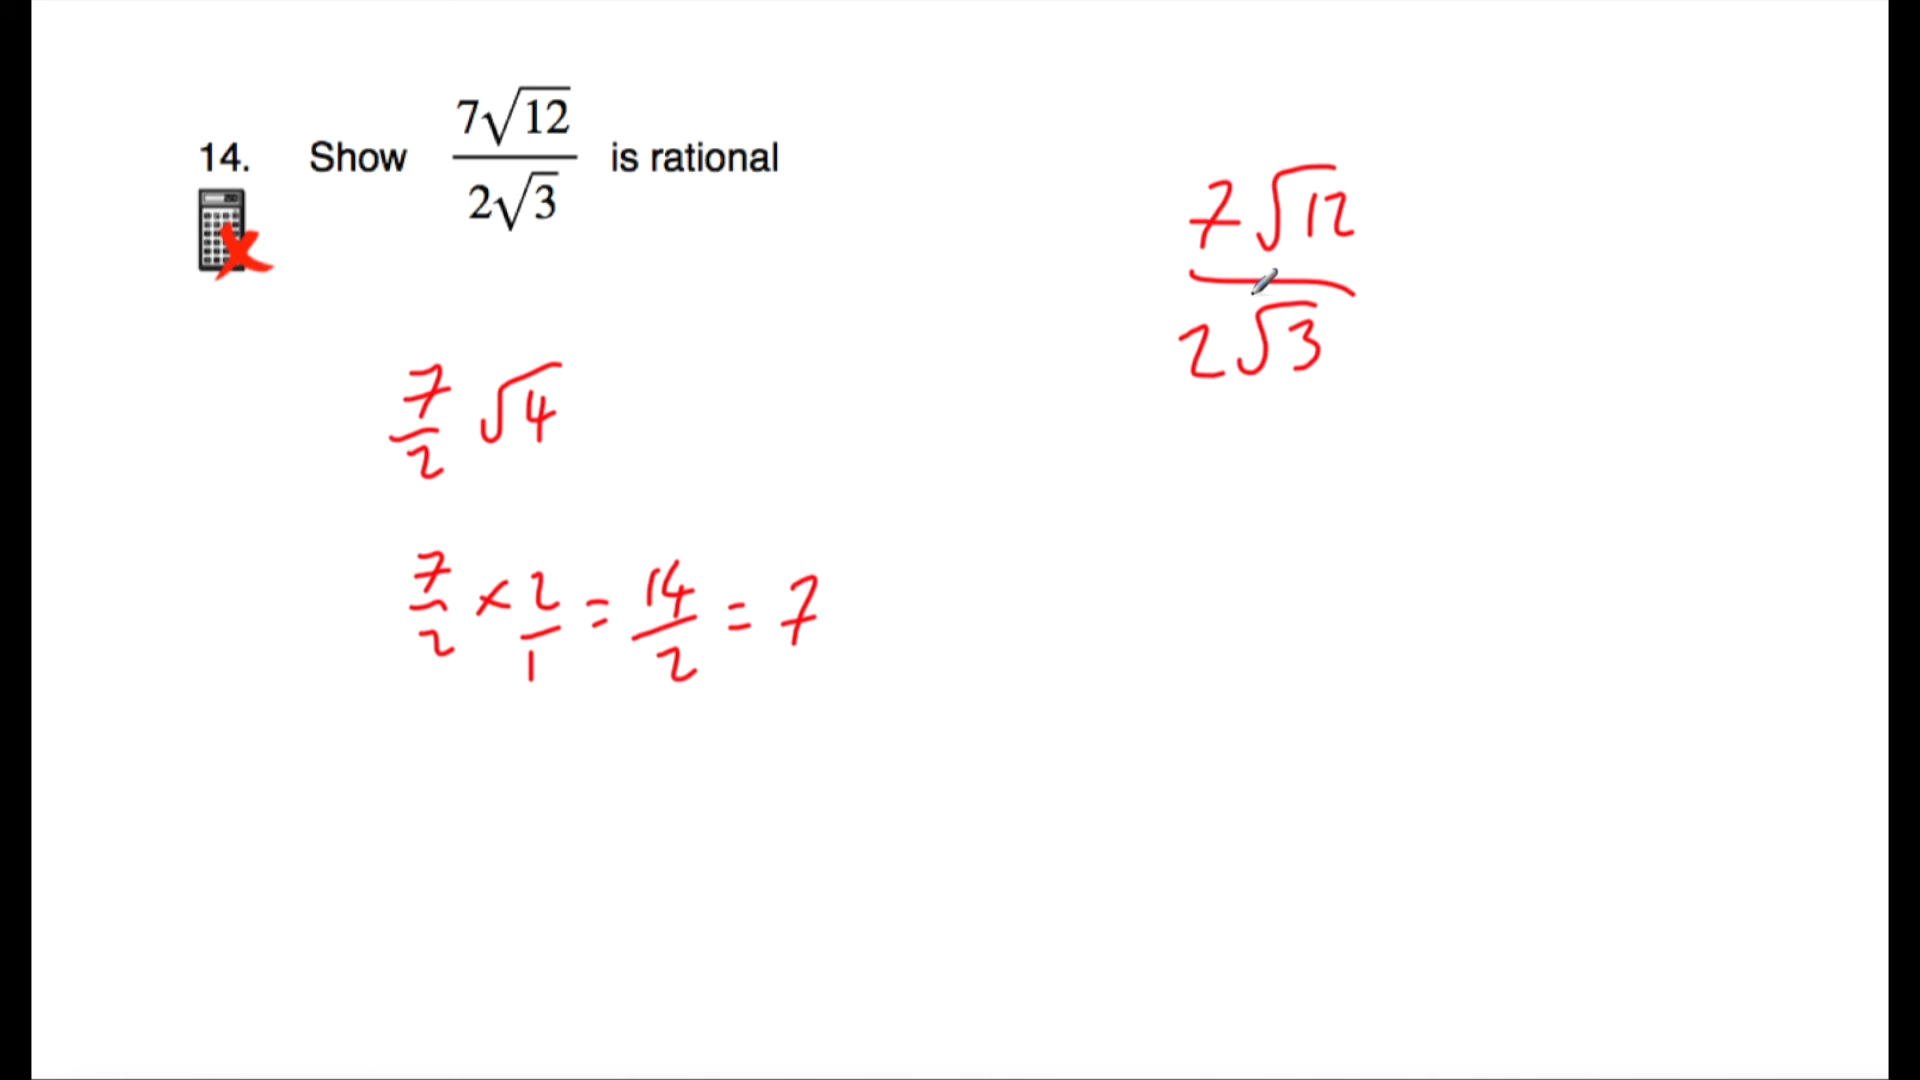 14. Show 7√12 / 2√3 is rational
7/2 √4
7/2 × 2/1 = 14/2 = 7
7√12 / 2√3